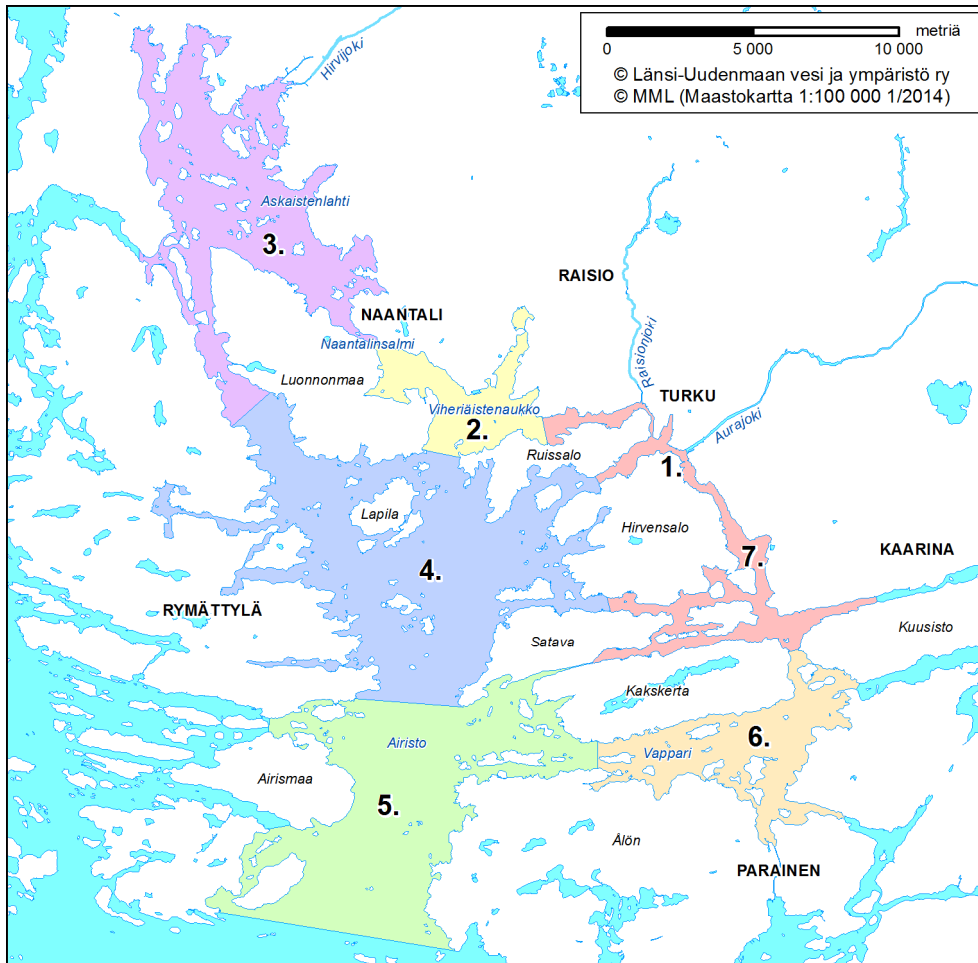 metriä
0 5 000 10 000
© Länsi-Uudenmaan vesi ja ympäristö ry
© MML (Maastokartta 1:100 000 1/2014)
Hirvijoki
Askaistenlahti
3.
RAISIO
NAANTALI
Naantalinsalmi
Raisionjoki
Luonnonmaa
TURKU
Viheriäistenaukko
2.
Aurajoki
Ruissalo
1.
Lapila
Hirvensalo
4.
7.
KAARINA
RYMÄTTYLÄ
Satava
Kuusisto
Kakskerta
Airisto
Vappari
6.
Airismaa
5.
Ålön
PARAINEN